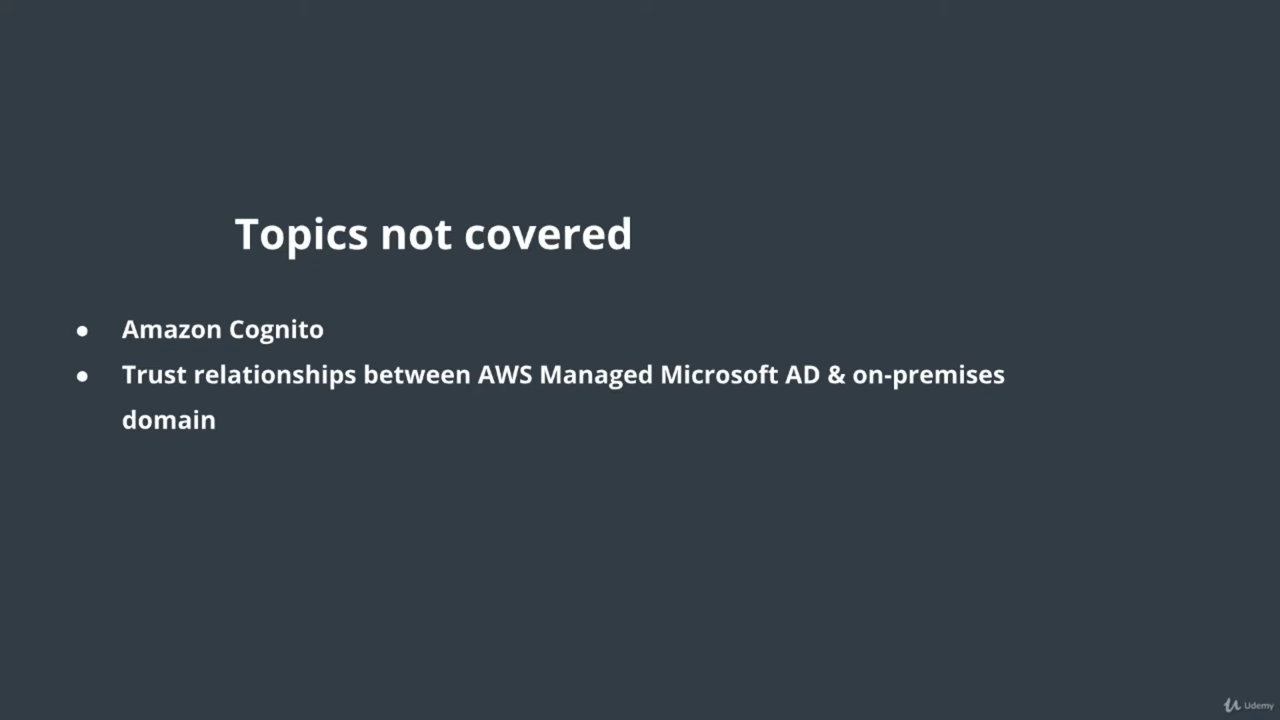 Topics not covered
● Amazon Cognito
● Trust relationships between AWS Managed Microsoft AD & on-premises
domain
Udemy